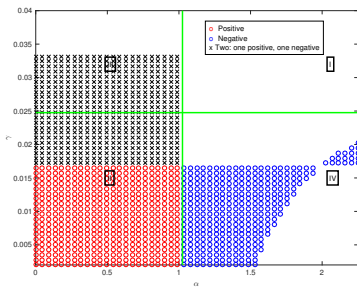 0.04
0.035
0.03
0.025
0.02
0.015
0.01
0.005
γ
0
0.5
1
1.5
2
α
Positive
Negative
x Two: one positive, one negative
I
IV